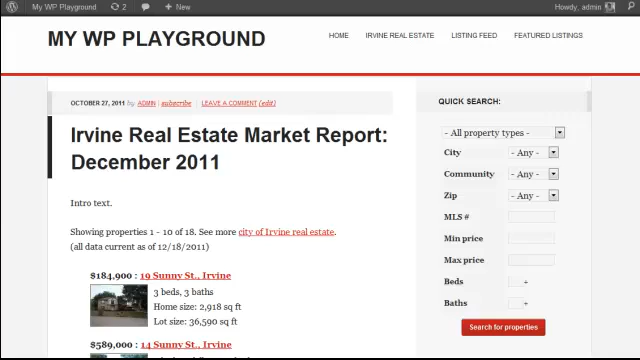 My WP Playground 2 + New Howdy, admin
MY WP PLAYGROUND
HOME IRVINE REAL ESTATE LISTING FEED FEATURED LISTINGS
OCTOBER 27, 2011 by ADMIN subscribe LEAVE A COMMENT (edit)
Irvine Real Estate Market Report:
December 2011
Intro text.
Showing properties 1 - 10 of 18. See more city of Irvine real estate.
(all data current as of 12/18/2011)
$184,900 : 19 Sunny St., Irvine
3 beds, 3 baths
Home size: 2,918 sq ft
Lot size: 36,590 sq ft
$589,000 : 14 Sunny St., Irvine
QUICK SEARCH:
- All property types -
City - Any -
Community - Any -
Zip - Any -
MLS #
Min price
Max price
Beds +
Baths +
Search for properties